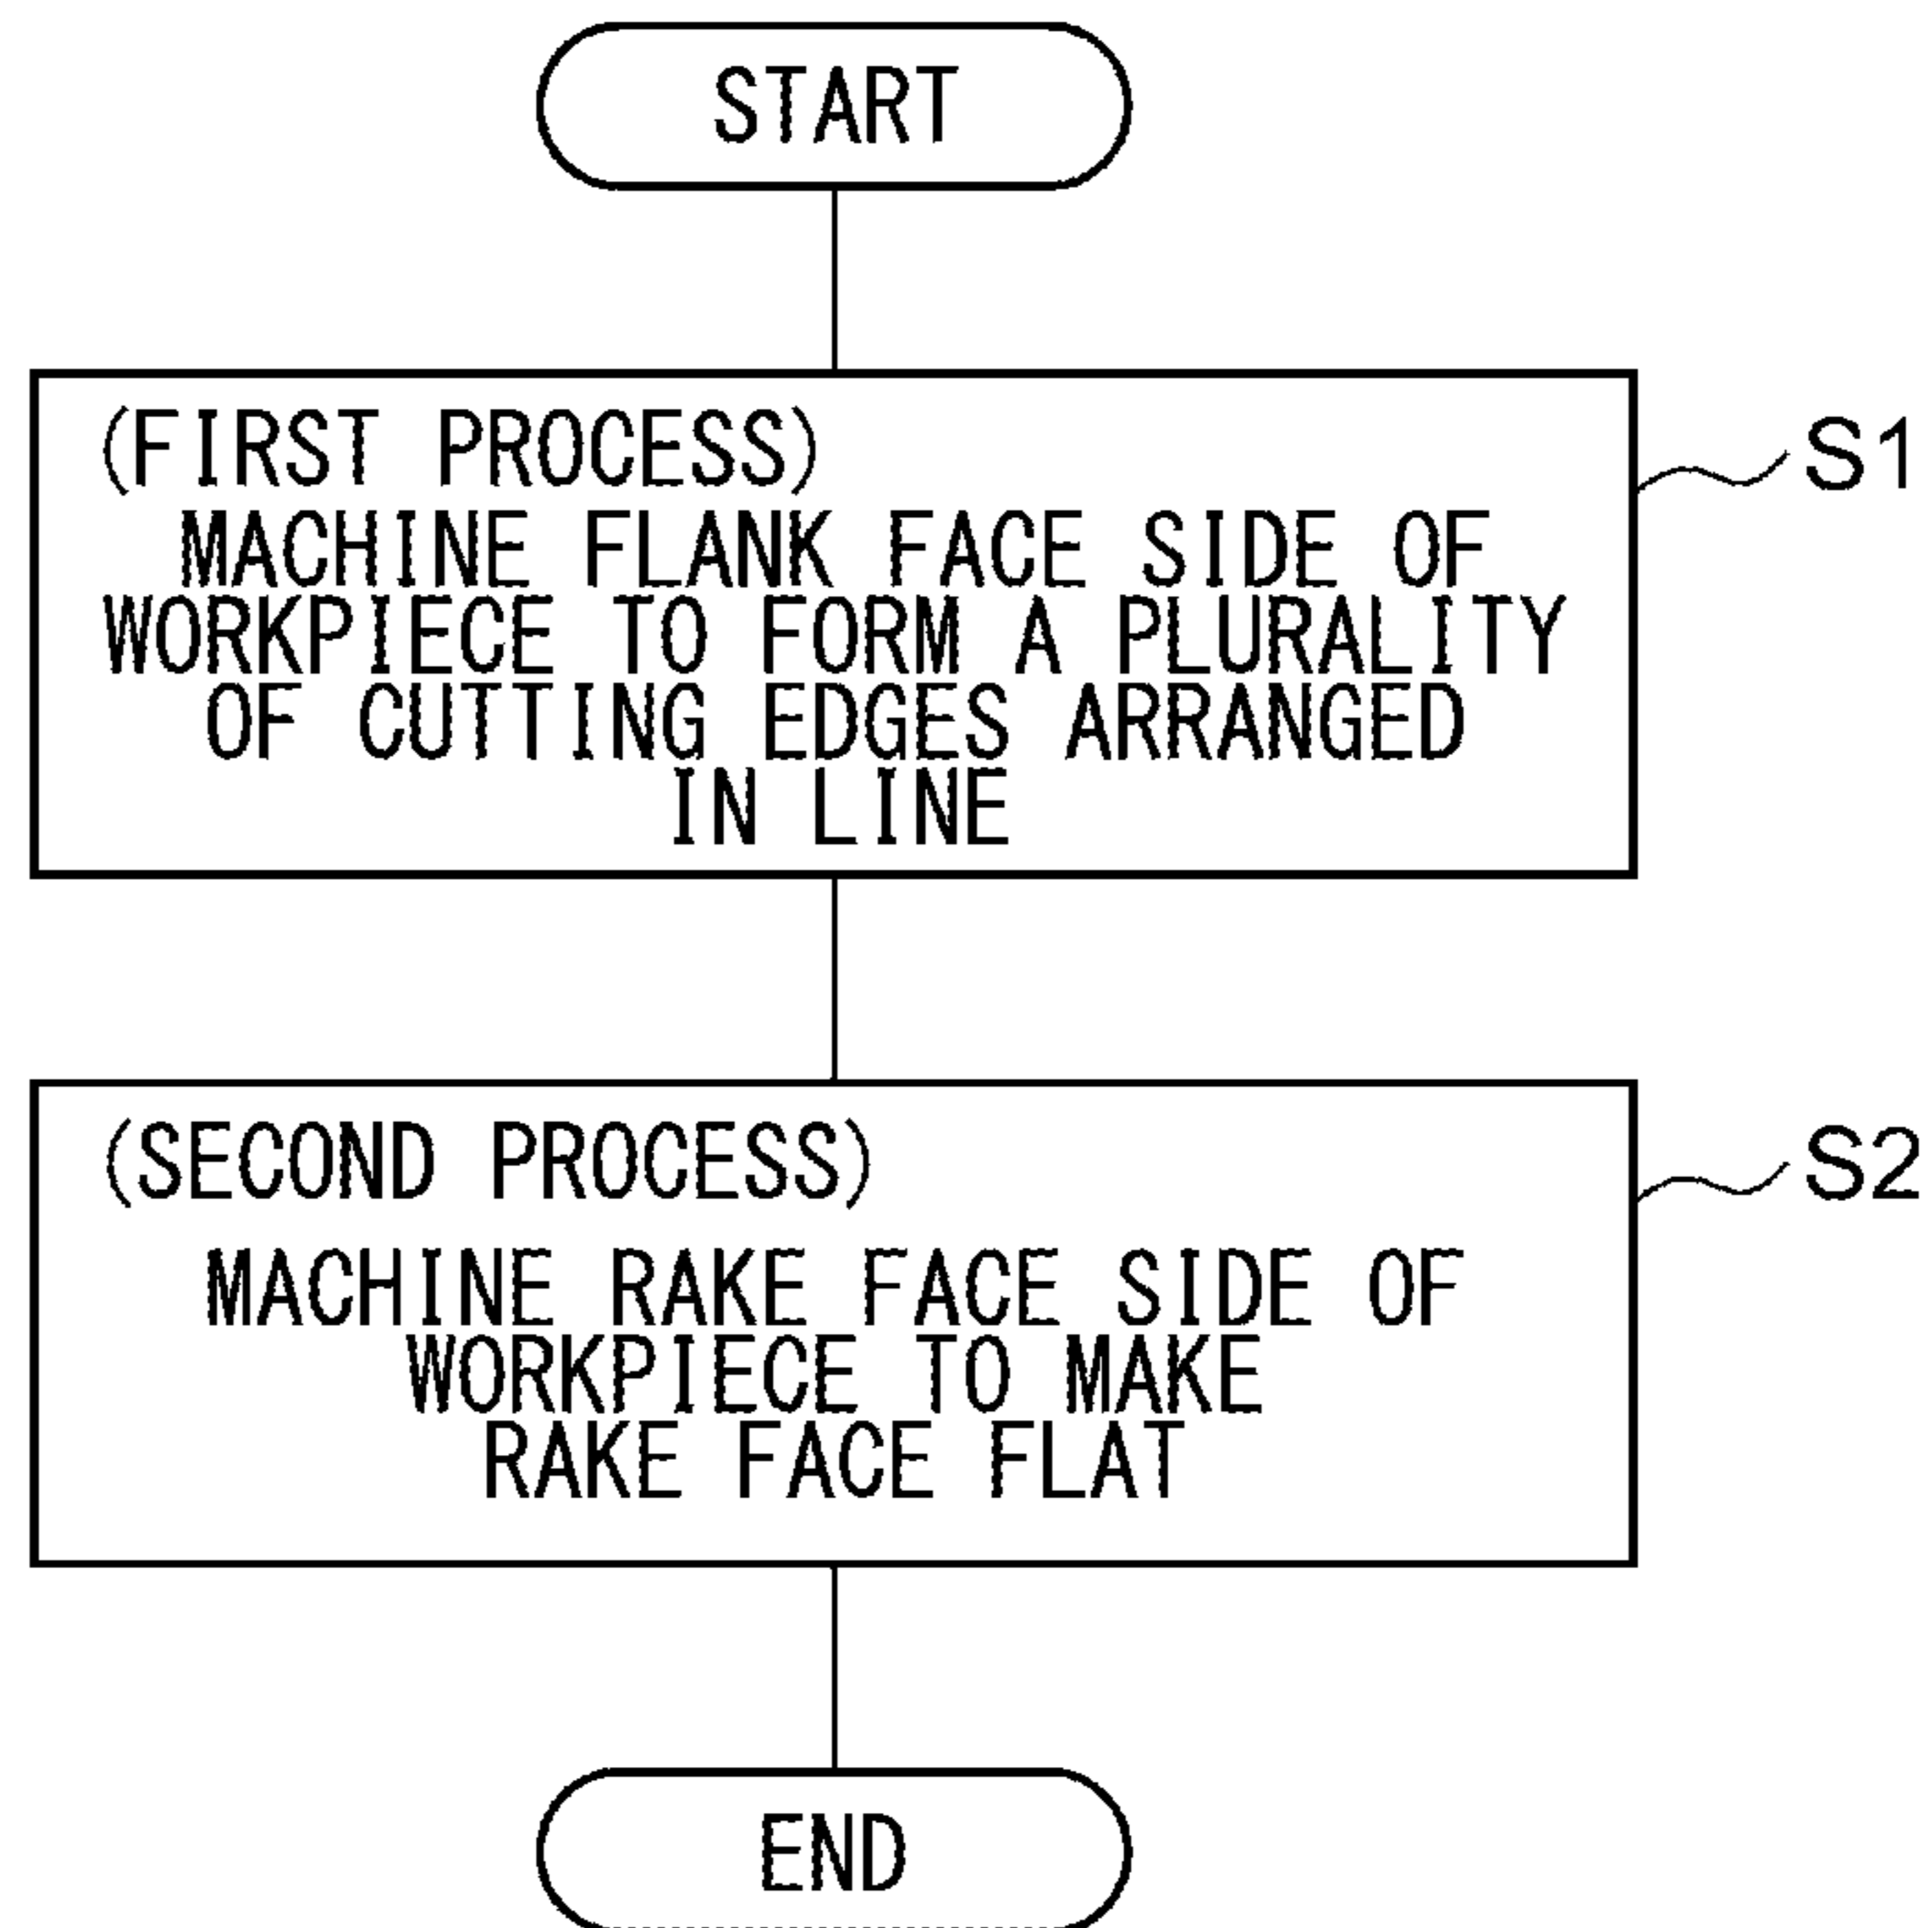 START
(FIRST PROCESS)
S1
MACHINE FLANK FACE SIDE OF
WORKPIECE TO FORM A PLURALITY
OF CUTTING EDGES ARRANGED
IN LINE
(SECOND PROCESS)
S2
MACHINE RAKE FACE SIDE OF
WORKPIECE TO MAKE
RAKE FACE FLAT
END